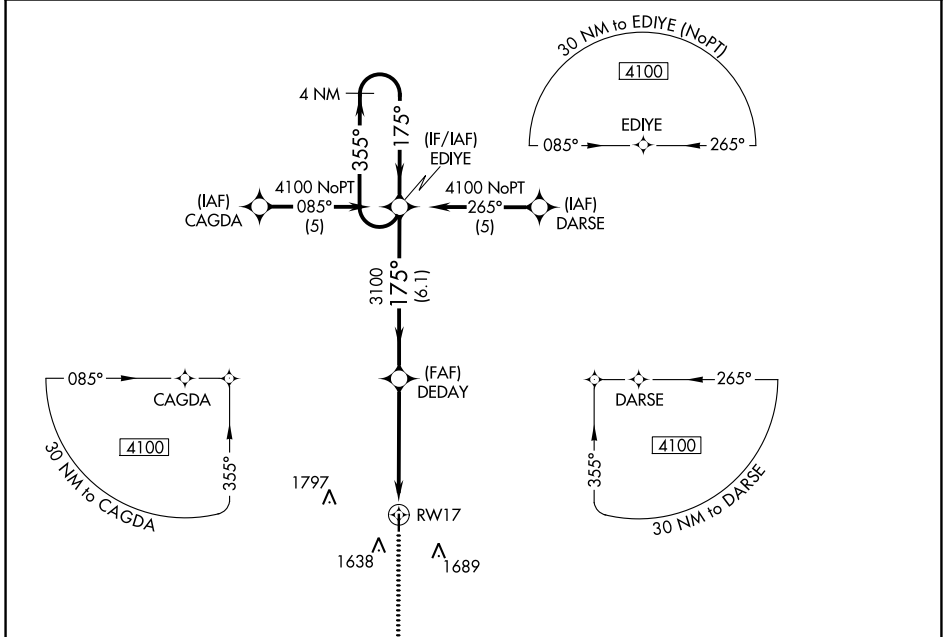 30 NM to EDIYE (NoPT)
4100
EDIYE
085°
265°
4 NM
355°
175°
(IF/IAF)
EDIYE
(IAF)
CAGDA
4100 NoPT
085°
(5)
4100 NoPT
265°
(5)
(IAF)
DARSE
3100
175°
(6.1)
085°
CAGDA
4100
355°
30 NM to CAGDA
(FAF)
DEDAY
265°
DARSE
4100
355°
30 NM to DARSE
1797
RW17
1638
1689